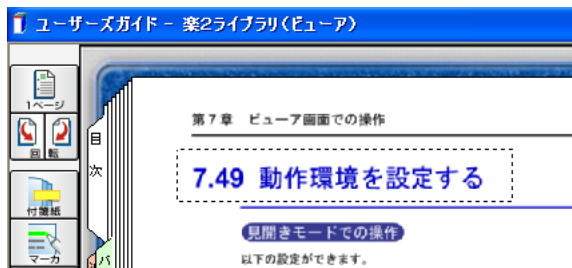 ユーザーズガイド - 楽2ライブラリ(ビューア)
1ページ
回転
付箋紙
マーカ
目次
パ
第7章 ビューア画面での操作
7.49 動作環境を設定する
見開きモードでの操作
以下の設定ができます。